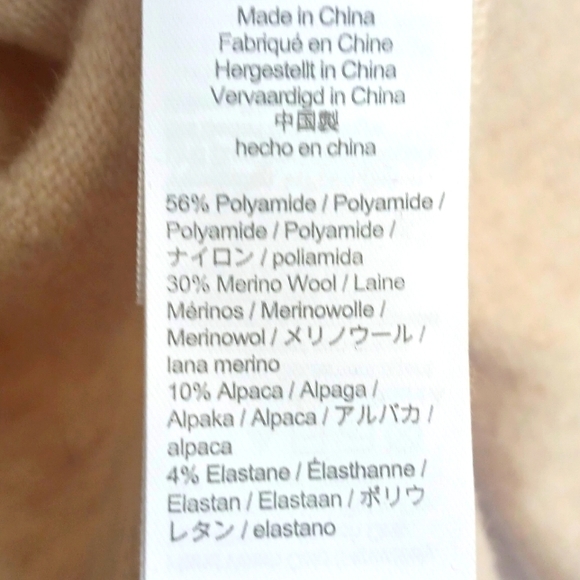 Made in China
Fabriqué en Chine
Hergestellt in China
Vervaardigd in China
中国製
hecho en china
56% Polyamide / Polyamide /
Polyamide / Polyamide /
ナイロン / poliamida
30% Merino Wool / Laine
Mérinos / Merinowolle /
Merinowol / メリノウール /
lana merino
10% Alpaca / Alpaga /
Alpaka / Alpaca / アルパカ /
alpaca
4% Elastane / Élasthanne /
Elastan / Elastaan / ポリウ
レタン / elastano